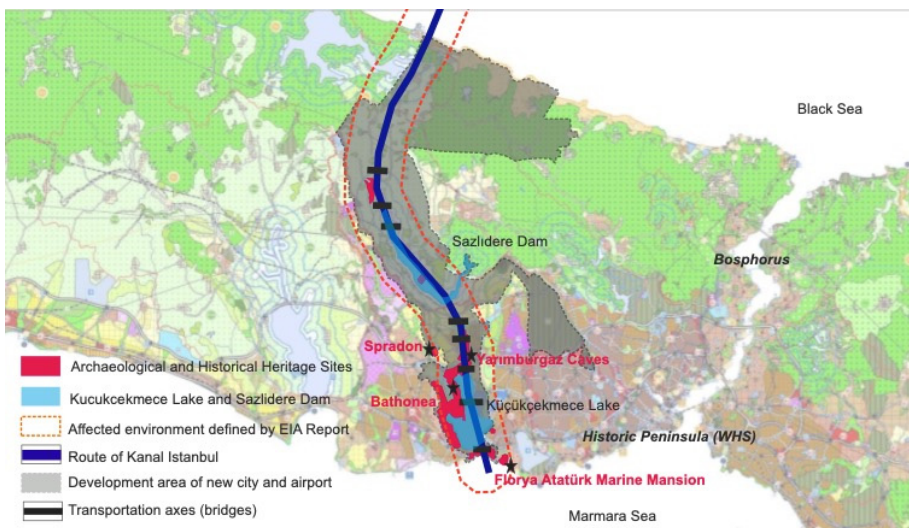 Black Sea
Sazlıdere Dam
Bosphorus
Spradon
Yarımburgaz Caves
Archaeological and Historical Heritage Sites
Kucukcekmece Lake and Sazlidere Dam
Bathonea
Küçükçekmece Lake
Affected environment defined by EIA Report
Historic Peninsula (WHS)
Route of Kanal Istanbul
Florya Atatürk Marine Mansion
Development area of new city and airport
Transportation axes (bridges)
Marmara Sea